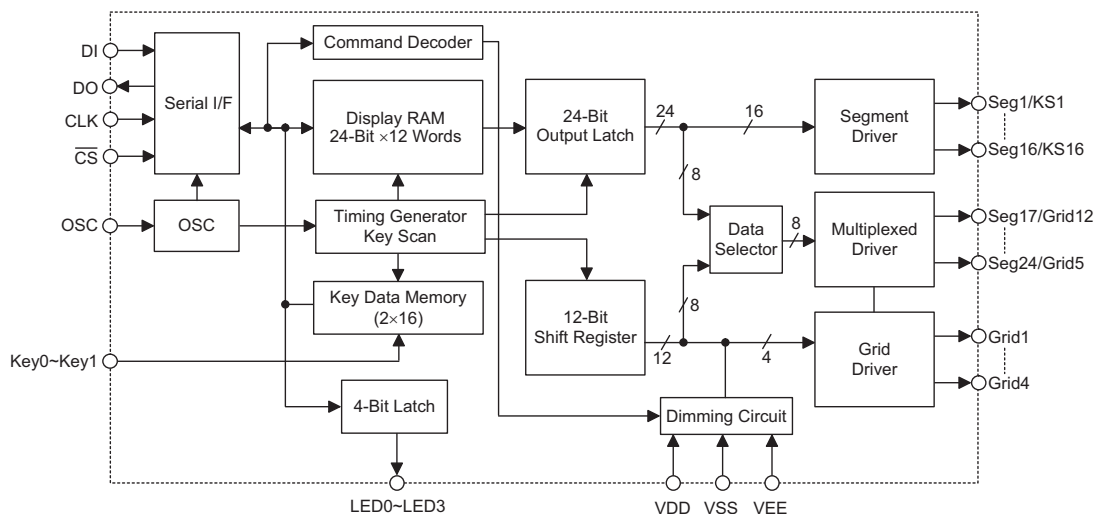 DI
DO
CLK
CS
OSC
Key0~Key1
Serial I/F
OSC
Command Decoder
Display RAM
24-Bit ×12 Words
Timing Generator
Key Scan
Key Data Memory
(2×16)
4-Bit Latch
LED0~LED3
24-Bit
Output Latch
24
16
8
12-Bit
Shift Register
12
8
4
Data
Selector
8
Dimming Circuit
VDD
VSS
VEE
Segment
Driver
Multiplexed
Driver
Grid
Driver
Seg1/KS1
Seg16/KS16
Seg17/Grid12
Seg24/Grid5
Grid1
Grid4